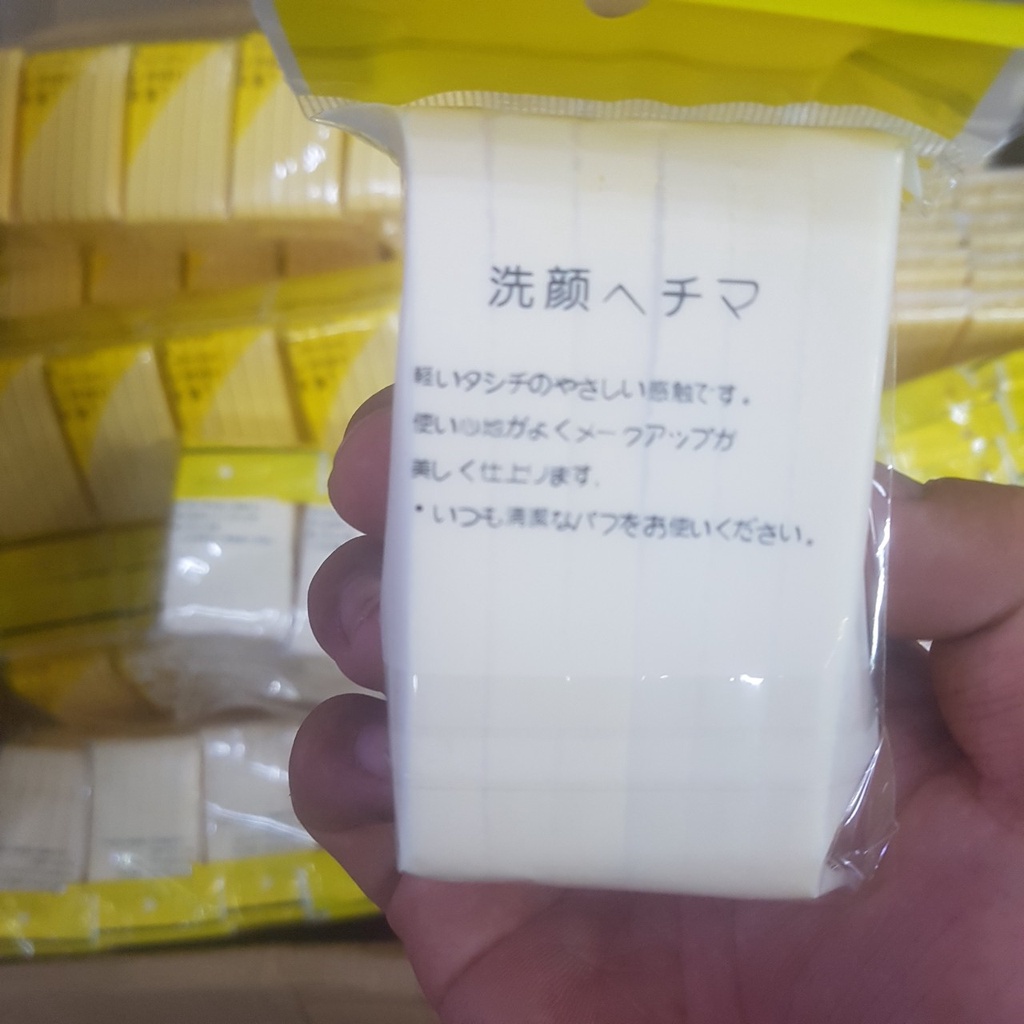 洗顔ヘチマ
軽いタシチのやさしい感触です。
使い心地がよくメークアップが
美しく仕上ります.
・いつも清潔なパフをお使いください。